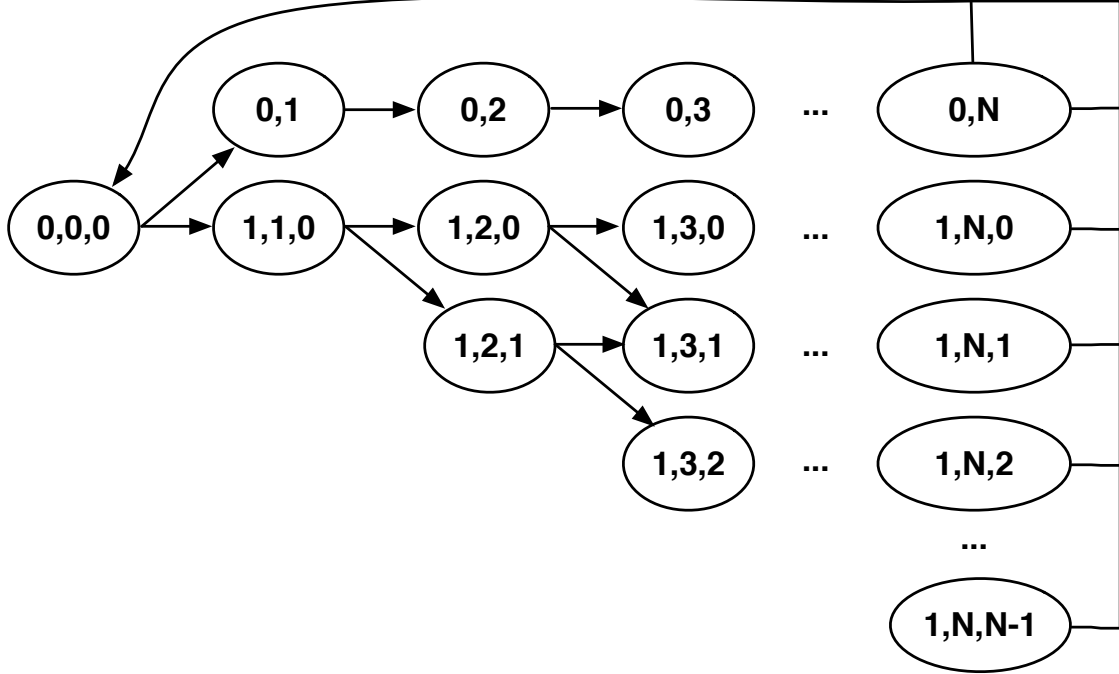 0,1 0,2 0,3 ... 0,N
0,0,0 1,1,0 1,2,0 1,3,0 ... 1,N,0
1,2,1 1,3,1 ... 1,N,1
1,3,2 ... 1,N,2
...
1,N,N-1